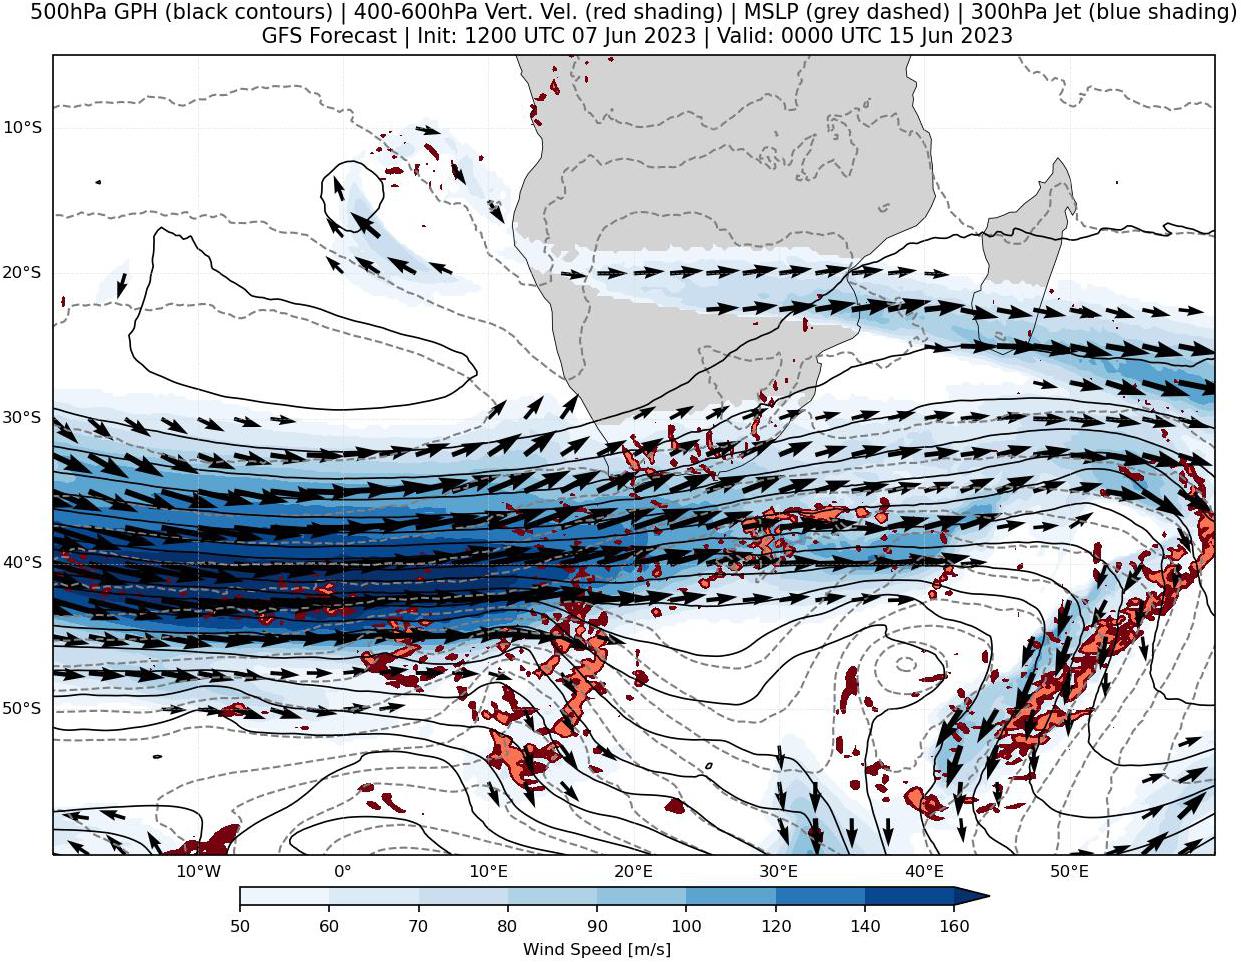 500hPa GPH (black contours) | 400-600hPa Vert. Vel. (red shading) | MSLP (grey dashed) | 300hPa Jet (blue shading)
GFS Forecast | Init: 1200 UTC 07 Jun 2023 | Valid: 0000 UTC 15 Jun 2023
10°S
20°S
30°S
40°S
50°S
10°W 0° 10°E 20°E 30°E 40°E 50°E
50 60 70 80 90 100 120 140 160
Wind Speed [m/s]